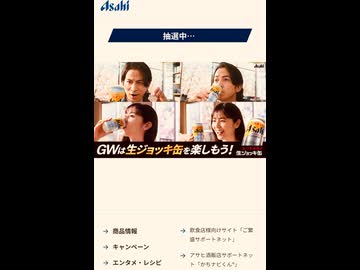 Asahi
抽選中…
GWは生ジョッキ缶を楽しもう!
生ジョッキ缶
商品情報
キャンペーン
エンタメ・レシピ
飲食店様向けサイト「ご繁
盛サポートネット」
アサヒ酒販店サポートネッ
ト「かちナビくん®」